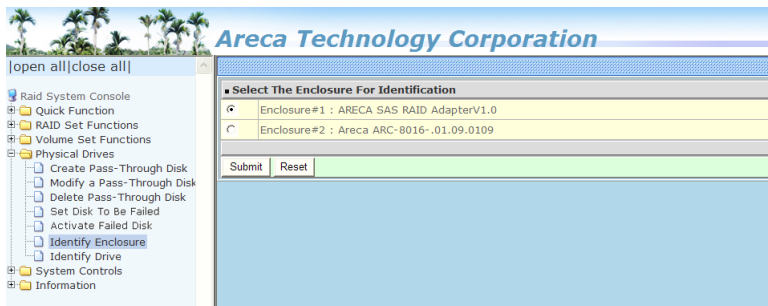 Areca Technology Corporation
|open all|close all|
Raid System Console
Quick Function
RAID Set Functions
Volume Set Functions
Physical Drives
Create Pass-Through Disk
Modify a Pass-Through Disk
Delete Pass-Through Disk
Set Disk To Be Failed
Activate Failed Disk
Identify Enclosure
Identify Drive
System Controls
Information
Select The Enclosure For Identification
Enclosure#1 : ARECA SAS RAID AdapterV1.0
Enclosure#2 : Areca ARC-8016-.01.09.0109
Submit Reset